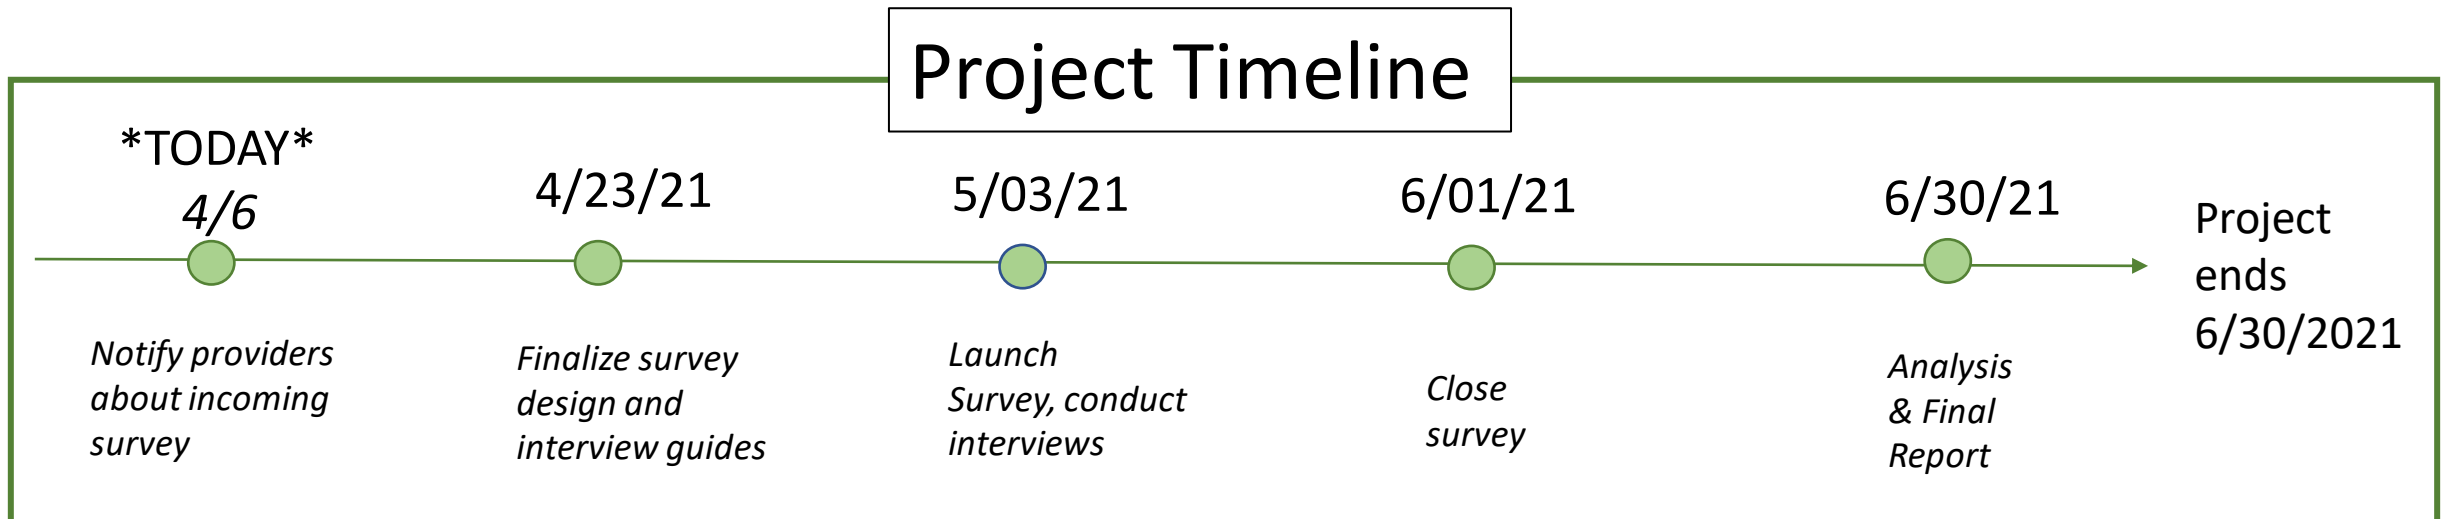 Project Timeline
*TODAY*
4/6
4/23/21
5/03/21
6/01/21
6/30/21
Notify providers
about incoming
survey
Finalize survey
design and
interview guides
Launch
Survey, conduct
interviews
Close
survey
Analysis
& Final
Report
Project
ends
6/30/2021